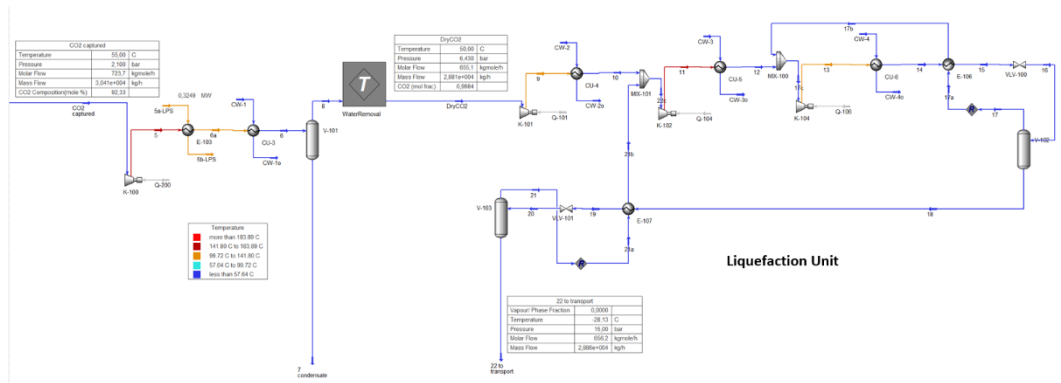 CO2 captured
Temperature 55,00 C
Pressure 2,100 bar
Molar Flow 723,7 kgmole/h
Mass Flow 3,041e+004 kg/h
CO2 Composition(mole %) 92,33
DryCO2
Temperature 50,00 C
Pressure 6,430 bar
Molar Flow 655,1 kgmole/h
Mass Flow 2,881e+004 kg/h
CO2 (mol frac) 0,9984
CO2
captured
0,3249 MW
5a-LPS
5
E-103
6a
5b-LPS
K-100
Q-200
CW-1
CU-3
CW-1o
6
8
V-101
T
WaterRemoval
DryCO2
K-101
Q-101
9
CW-2
CU-4
CW-2o
10
MIX-101
22c
K-102
Q-104
11
CW-3
CU-5
CW-3o
12
MIX-100
17c
K-104
Q-106
13
CW-4
CU-6
CW-4o
14
17b
E-106
17a
15
VLV-100
16
R
17
V-102
18
21b
E-107
19
VLV-101
20
21
V-103
R
21a
Temperature
more than 183.89 C
141.80 C to 183.89 C
99.72 C to 141.80 C
57.64 C to 99.72 C
less than 57.64 C
Liquefaction Unit
22 to transport
Vapour/ Phase Fraction 0,0000
Temperature -28,13 C
Pressure 15,00 bar
Molar Flow 656,2 kgmole/h
Mass Flow 2,886e+004 kg/h
7
condensate
22 to
transport